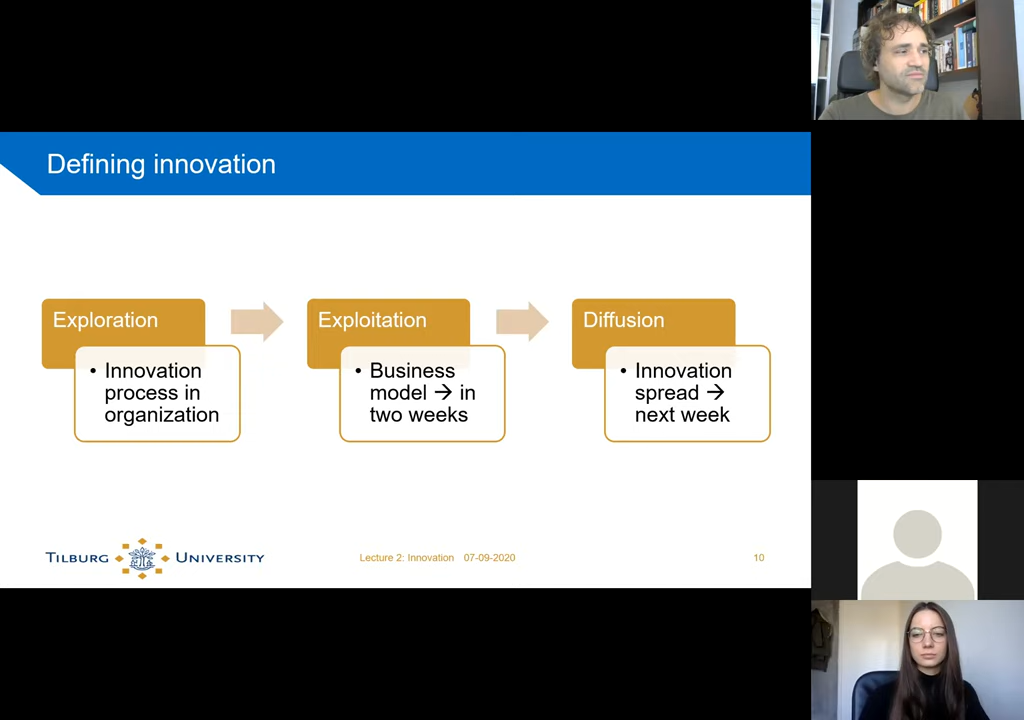 Defining innovation
Exploration
• Innovation
process in
organization
Exploitation
• Business
model → in
two weeks
Diffusion
• Innovation
spread →
next week
TILBURG UNIVERSITY
Lecture 2: Innovation 07-09-2020
10